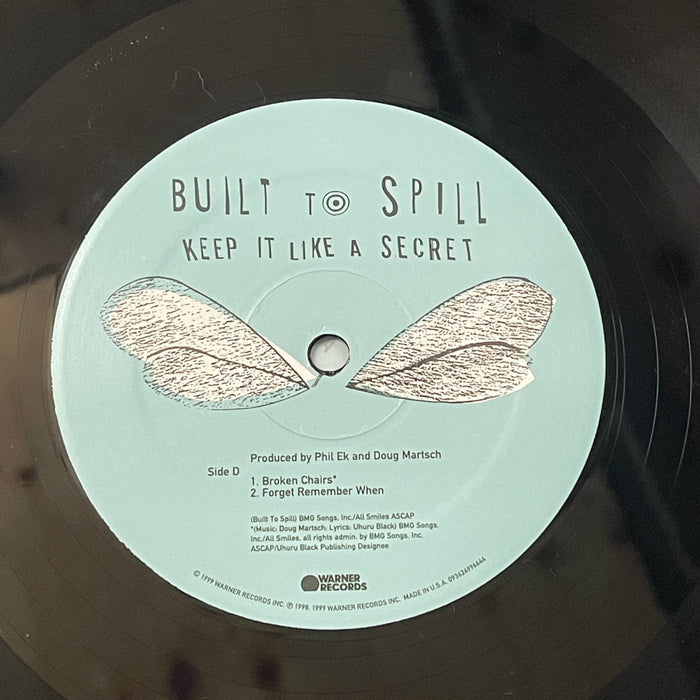 BUILT TO SPILL
KEEP IT LIKE A SECRET
Produced by Phil Ek and Doug Martsch
Side D
1. Broken Chairs*
2. Forget Remember When
(Built To Spill) BMG Songs, Inc./All Smiles ASCAP
*(Music: Doug Martsch; Lyrics: Uhuru Black) BMG Songs,
Inc./All Smiles, all rights admin. by BMG Songs, Inc.
ASCAP/Uhuru Black Publishing Designee
WARNER
RECORDS
© 1999 WARNER RECORDS INC. ℗ 1998, 1999 WARNER RECORDS INC. MADE IN U.S.A. 093624994644